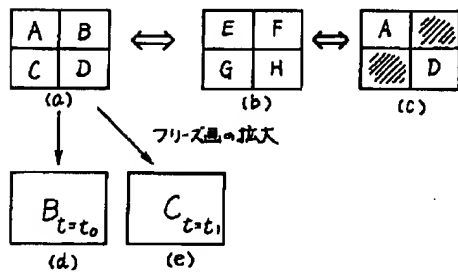 A B E F A
C D G H D
(a) (b) (c)
フリーズ画の拡大
B t=t₀ C t=t₁
(d) (e)